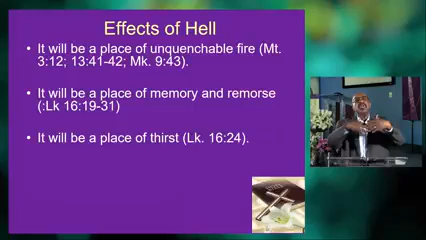 Effects of Hell
• It will be a place of unquenchable fire (Mt.
3:12; 13:41-42; Mk. 9:43).
• It will be a place of memory and remorse
(:Lk 16:19-31)
• It will be a place of thirst (Lk. 16:24).